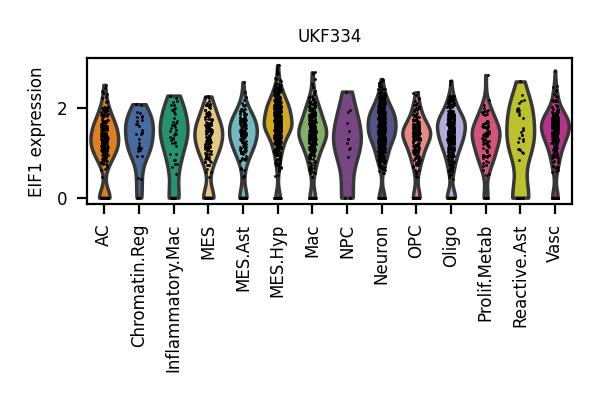 UKF334
EIF1 expression
2
0
AC
Chromatin.Reg
Inflammatory.Mac
MES
MES.Ast
MES.Hyp
Mac
NPC
Neuron
OPC
Oligo
Prolif.Metab
Reactive.Ast
Vasc